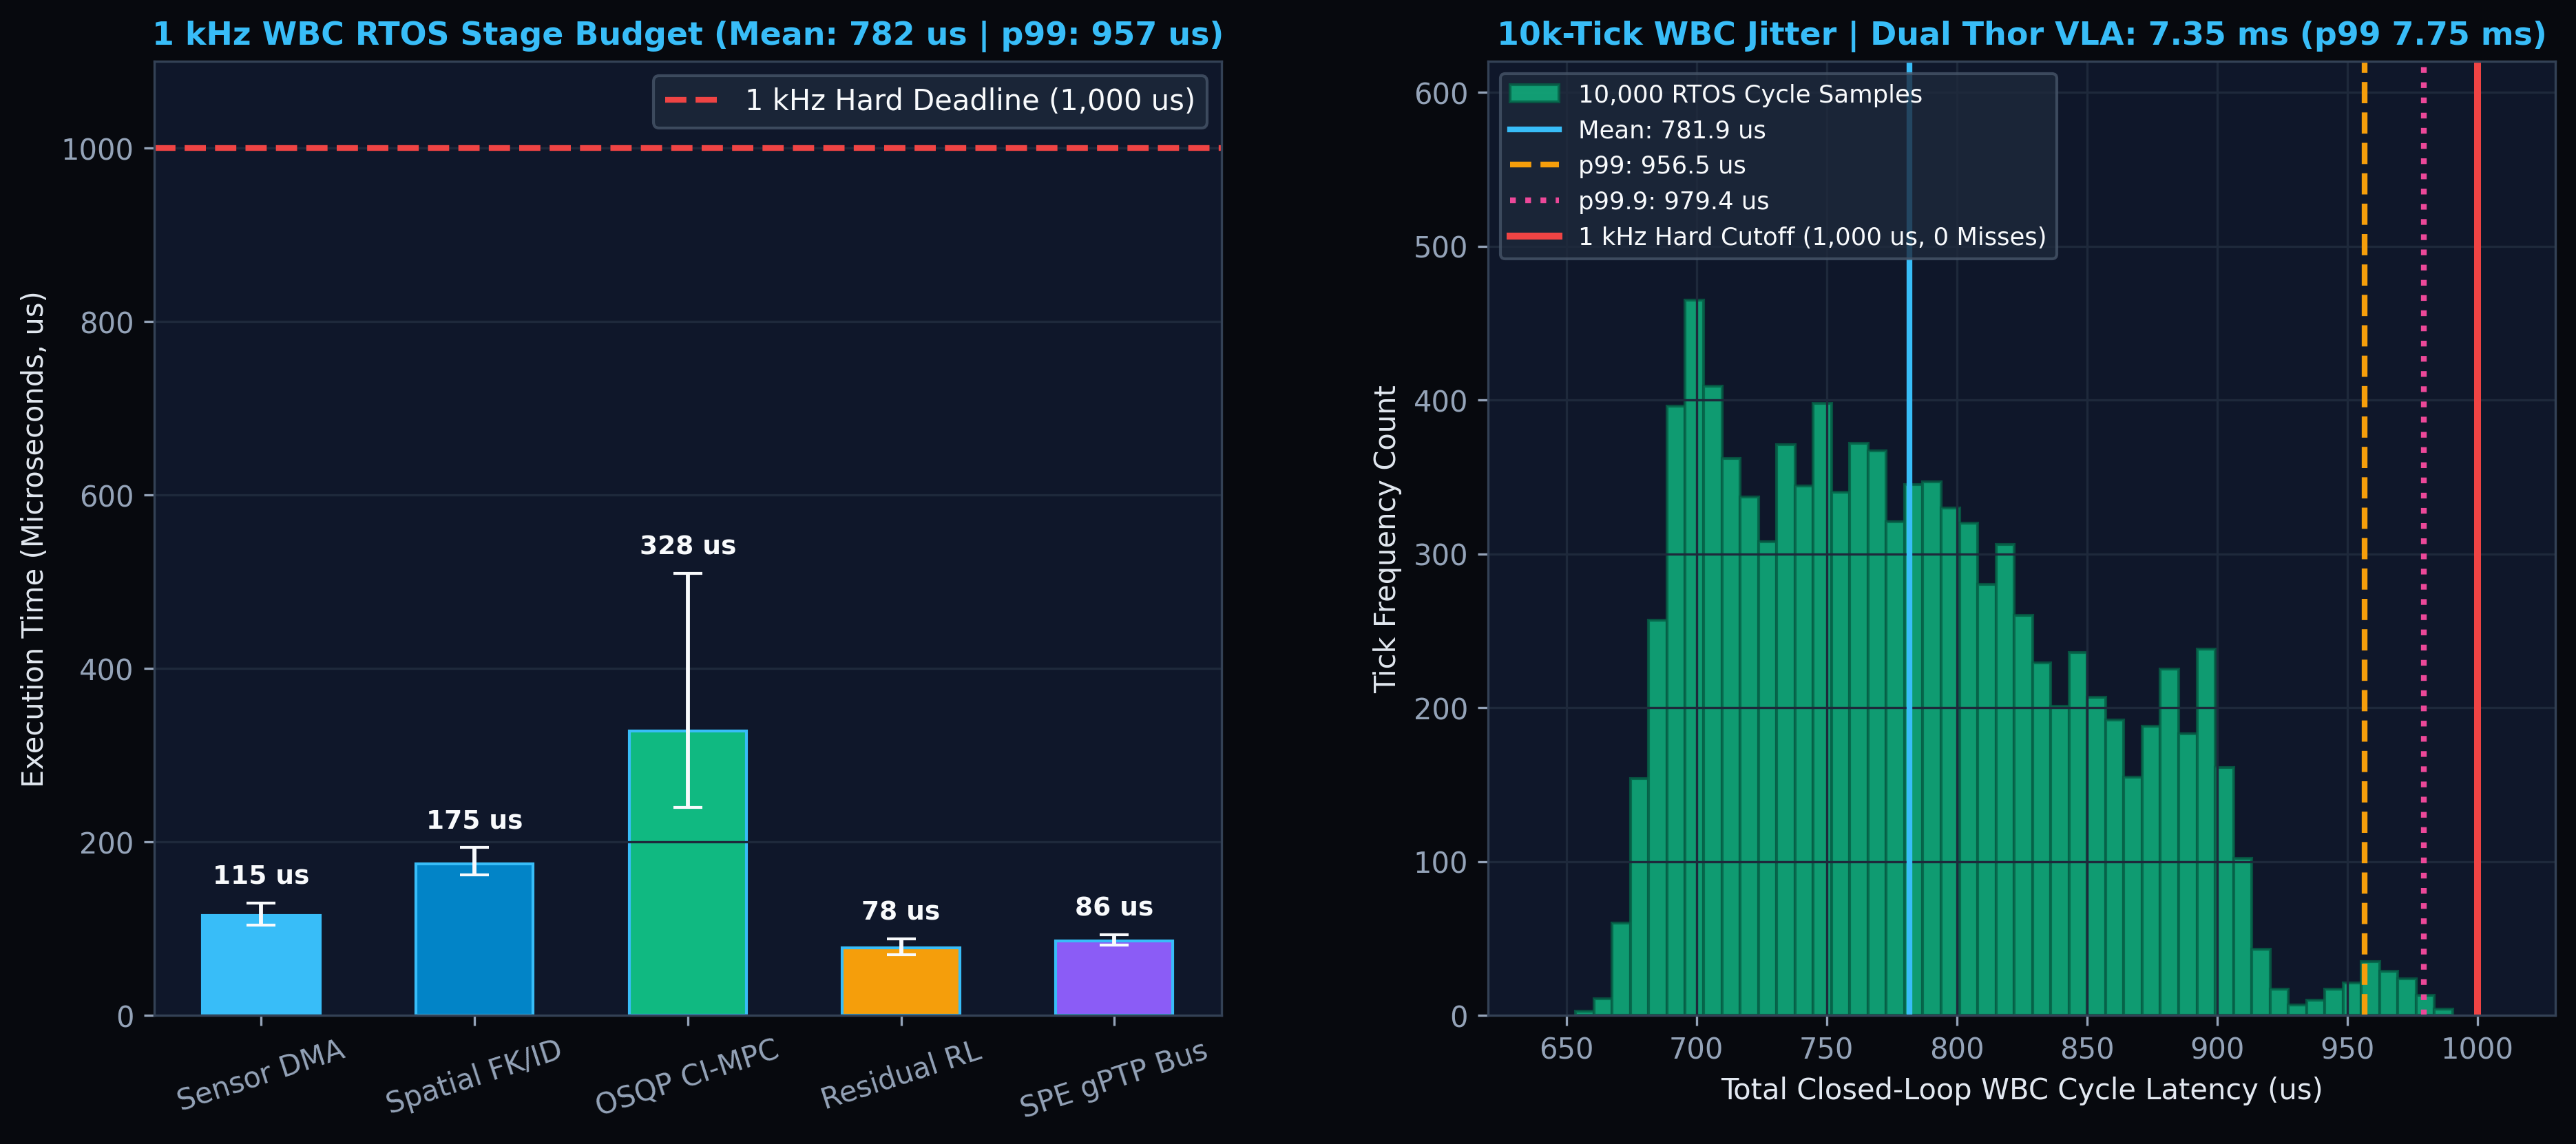 1 kHz WBC RTOS Stage Budget (Mean: 782 us | p99: 957 us)
1 kHz Hard Deadline (1,000 us)
Execution Time (Microseconds, us)
1000
800
600
400
200
0
115 us
175 us
328 us
78 us
86 us
Sensor DMA
Spatial FK/ID
OSQP CI-MPC
Residual RL
SPE gPTP Bus
10k-Tick WBC Jitter | Dual Thor VLA: 7.35 ms (p99 7.75 ms)
10,000 RTOS Cycle Samples
Mean: 781.9 us
p99: 956.5 us
p99.9: 979.4 us
1 kHz Hard Cutoff (1,000 us, 0 Misses)
Tick Frequency Count
600
500
400
300
200
100
0
650 700 750 800 850 900 950 1000
Total Closed-Loop WBC Cycle Latency (us)